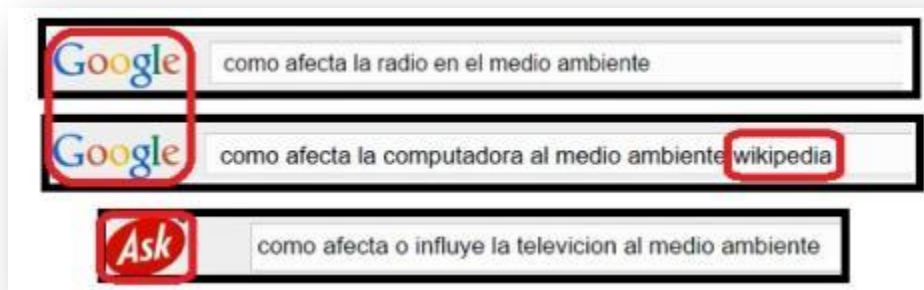 Google como afecta la radio en el medio ambiente
Google como afecta la computadora al medio ambiente wikipedia
Ask como afecta o influye la television al medio ambiente